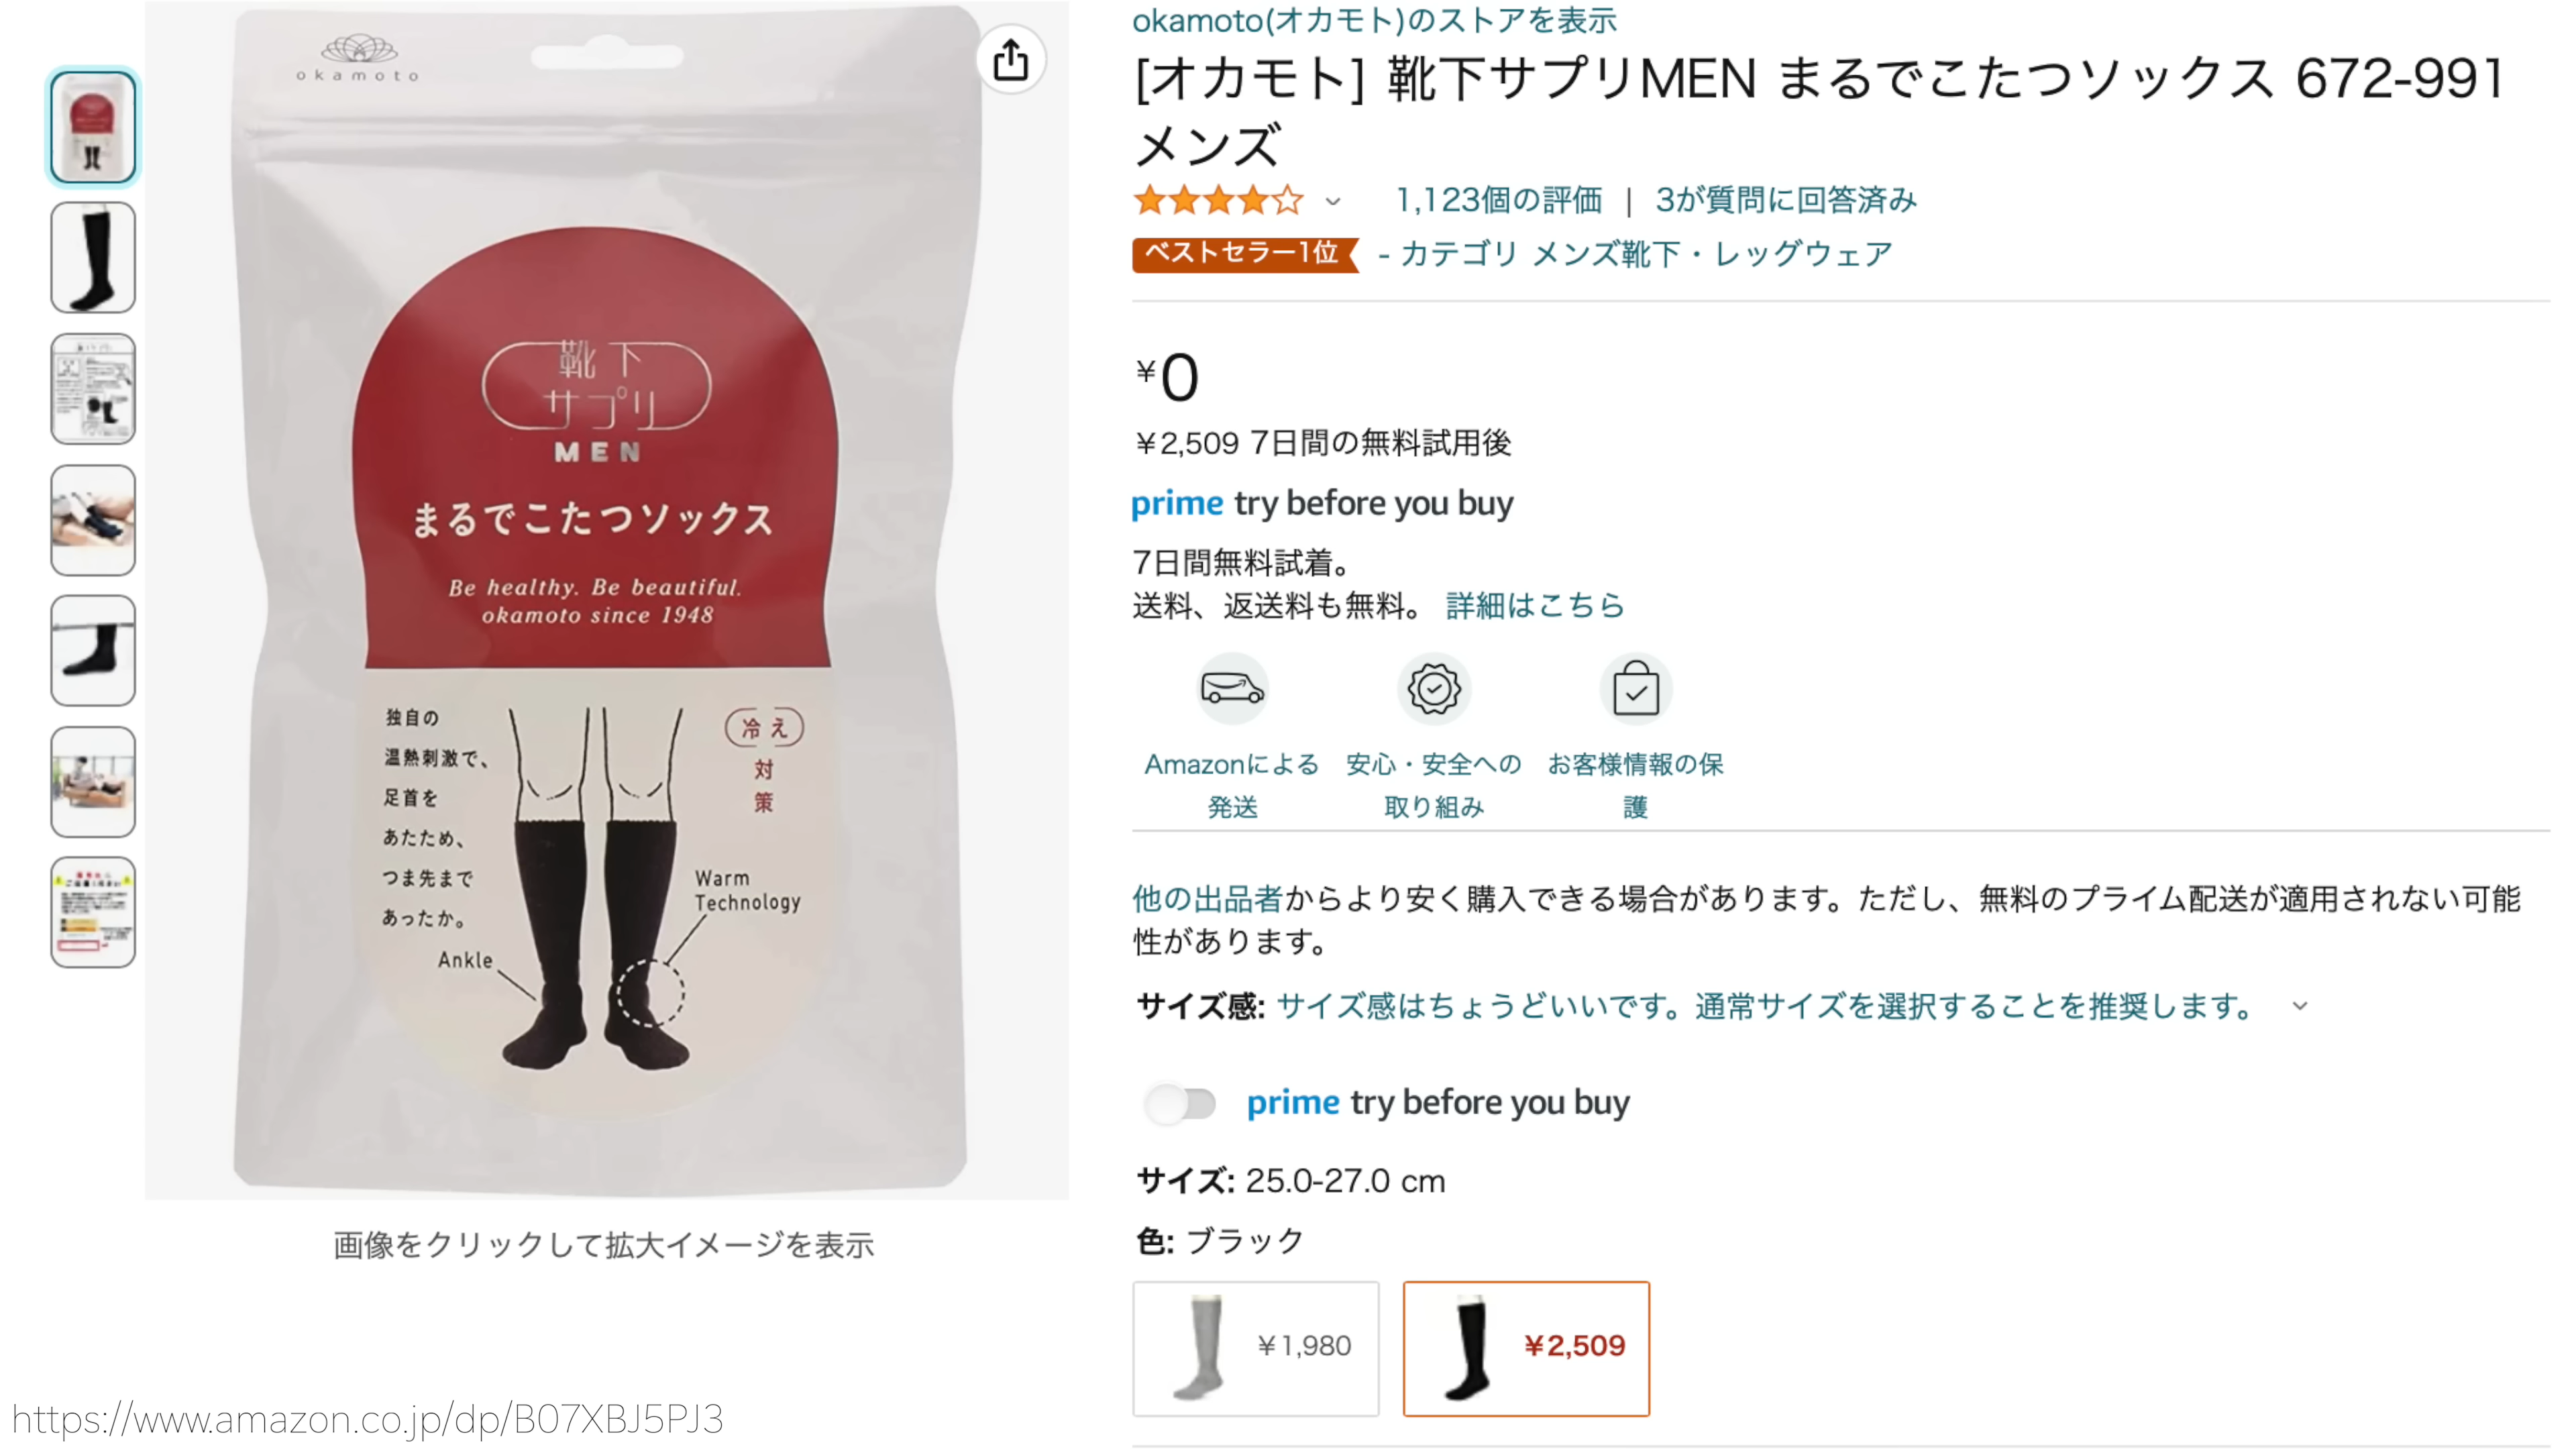 okamoto
靴下
サプリ
MEN
まるでこたつソックス
Be healthy. Be beautiful.
okamoto since 1948
独自の
温熱刺激で、
足首を
あたため、
つま先まで
あったか。
冷え
対
策
Warm
Technology
Ankle
画像をクリックして拡大イメージを表示
https://www.amazon.co.jp/dp/B07XBJ5PJ3
okamoto(オカモト)のストアを表示
[オカモト] 靴下サプリMEN まるでこたつソックス 672-991
メンズ
1,123個の評価 | 3が質問に回答済み
ベストセラー1位 - カテゴリ メンズ靴下・レッグウェア
¥0
¥2,509 7日間の無料試用後
prime try before you buy
7日間無料試着。
送料、返送料も無料。 詳細はこちら
Amazonによる
発送
安心・安全への
取り組み
お客様情報の保
護
他の出品者からより安く購入できる場合があります。ただし、無料のプライム配送が適用されない可能
性があります。
サイズ感: サイズ感はちょうどいいです。通常サイズを選択することを推奨します。
prime try before you buy
サイズ: 25.0-27.0 cm
色: ブラック
¥1,980
¥2,509